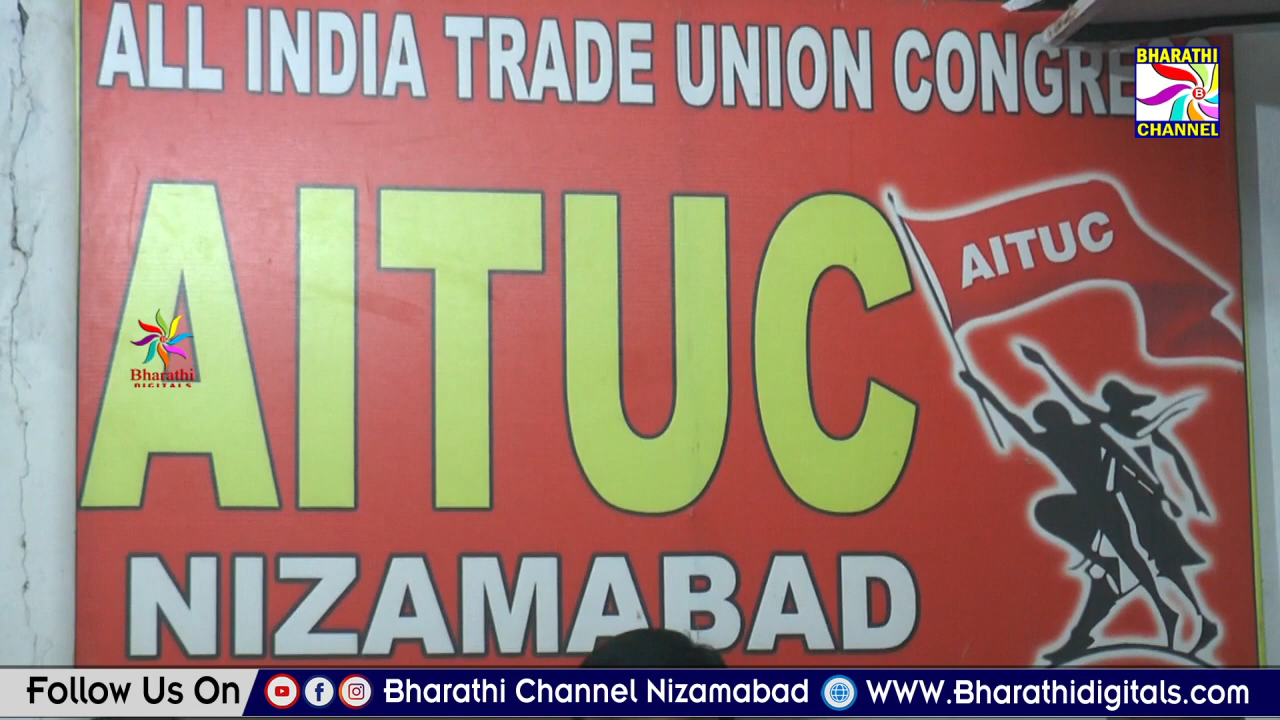 ALL INDIA TRADE UNION CONGRE
BHARATHI
B
CHANNEL
AITUC
AITUC
Bharathi
DIGITALS
NIZAMABAD
Follow Us On Bharathi Channel Nizamabad WWW.Bharathidigitals.com